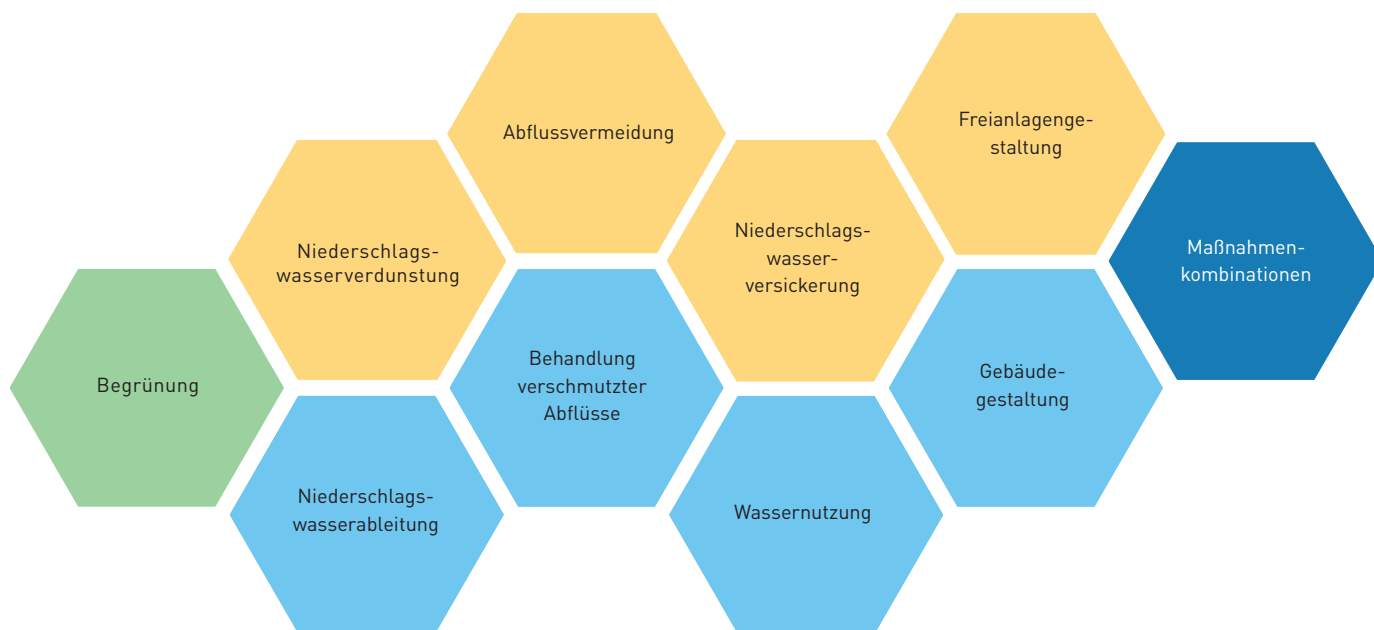 Abflussvermeidung
Freianlagenge-
staltung
Niederschlags-
wasserverdunstung
Niederschlags-
wasser-
versickerung
Maßnahmen-
kombinationen
Begrünung
Behandlung
verschmutzter
Abflüsse
Gebäude-
gestaltung
Niederschlags-
wasserableitung
Wassernutzung